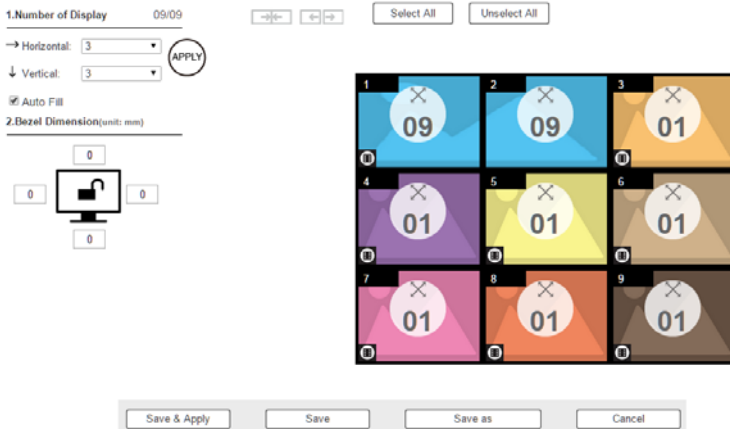 1.Number of Display 09/09
Select All Unselect All
Horizontal: 3
APPLY
Vertical: 3
Auto Fill
2.Bezel Dimension(unit: mm)
0
0 0
0
1 2 3
09 09 01
4 5 6
01 01 01
7 8 9
01 01 01
Save & Apply Save Save as Cancel